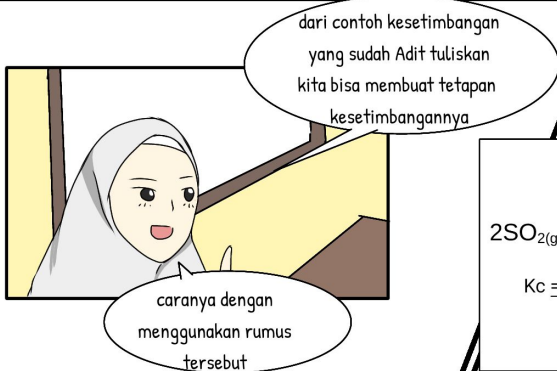 dari contoh kesetimbangan
yang sudah Adit tuliskan
kita bisa membuat tetapan
kesetimbangannya
caranya dengan
menggunakan rumus
tersebut
2SO₂(g
Kc =